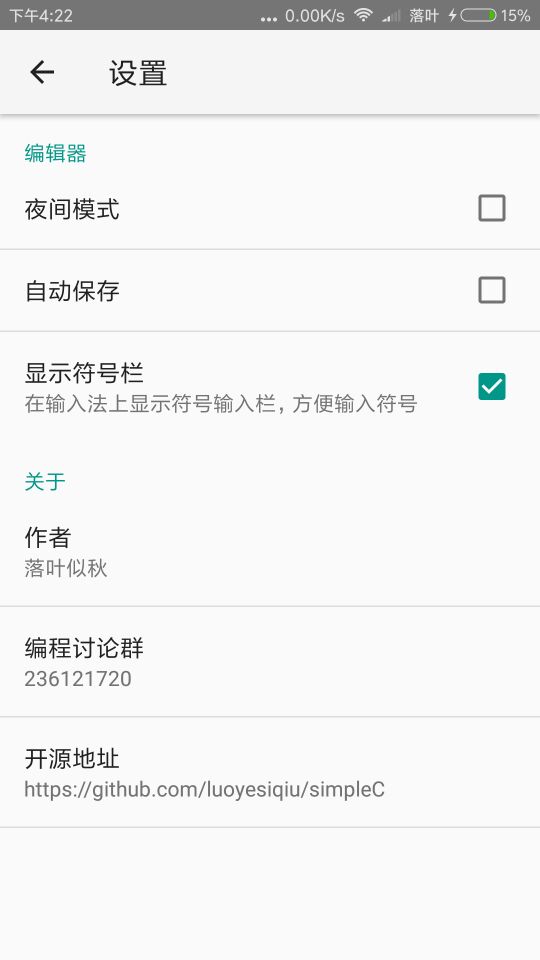 下午4:22 ... 0.00K/s 落叶 15%
设置
编辑器
夜间模式
自动保存
显示符号栏
在输入法上显示符号输入栏，方便输入符号
关于
作者
落叶似秋
编程讨论群
236121720
开源地址
https://github.com/luoyesiqiu/simpleC